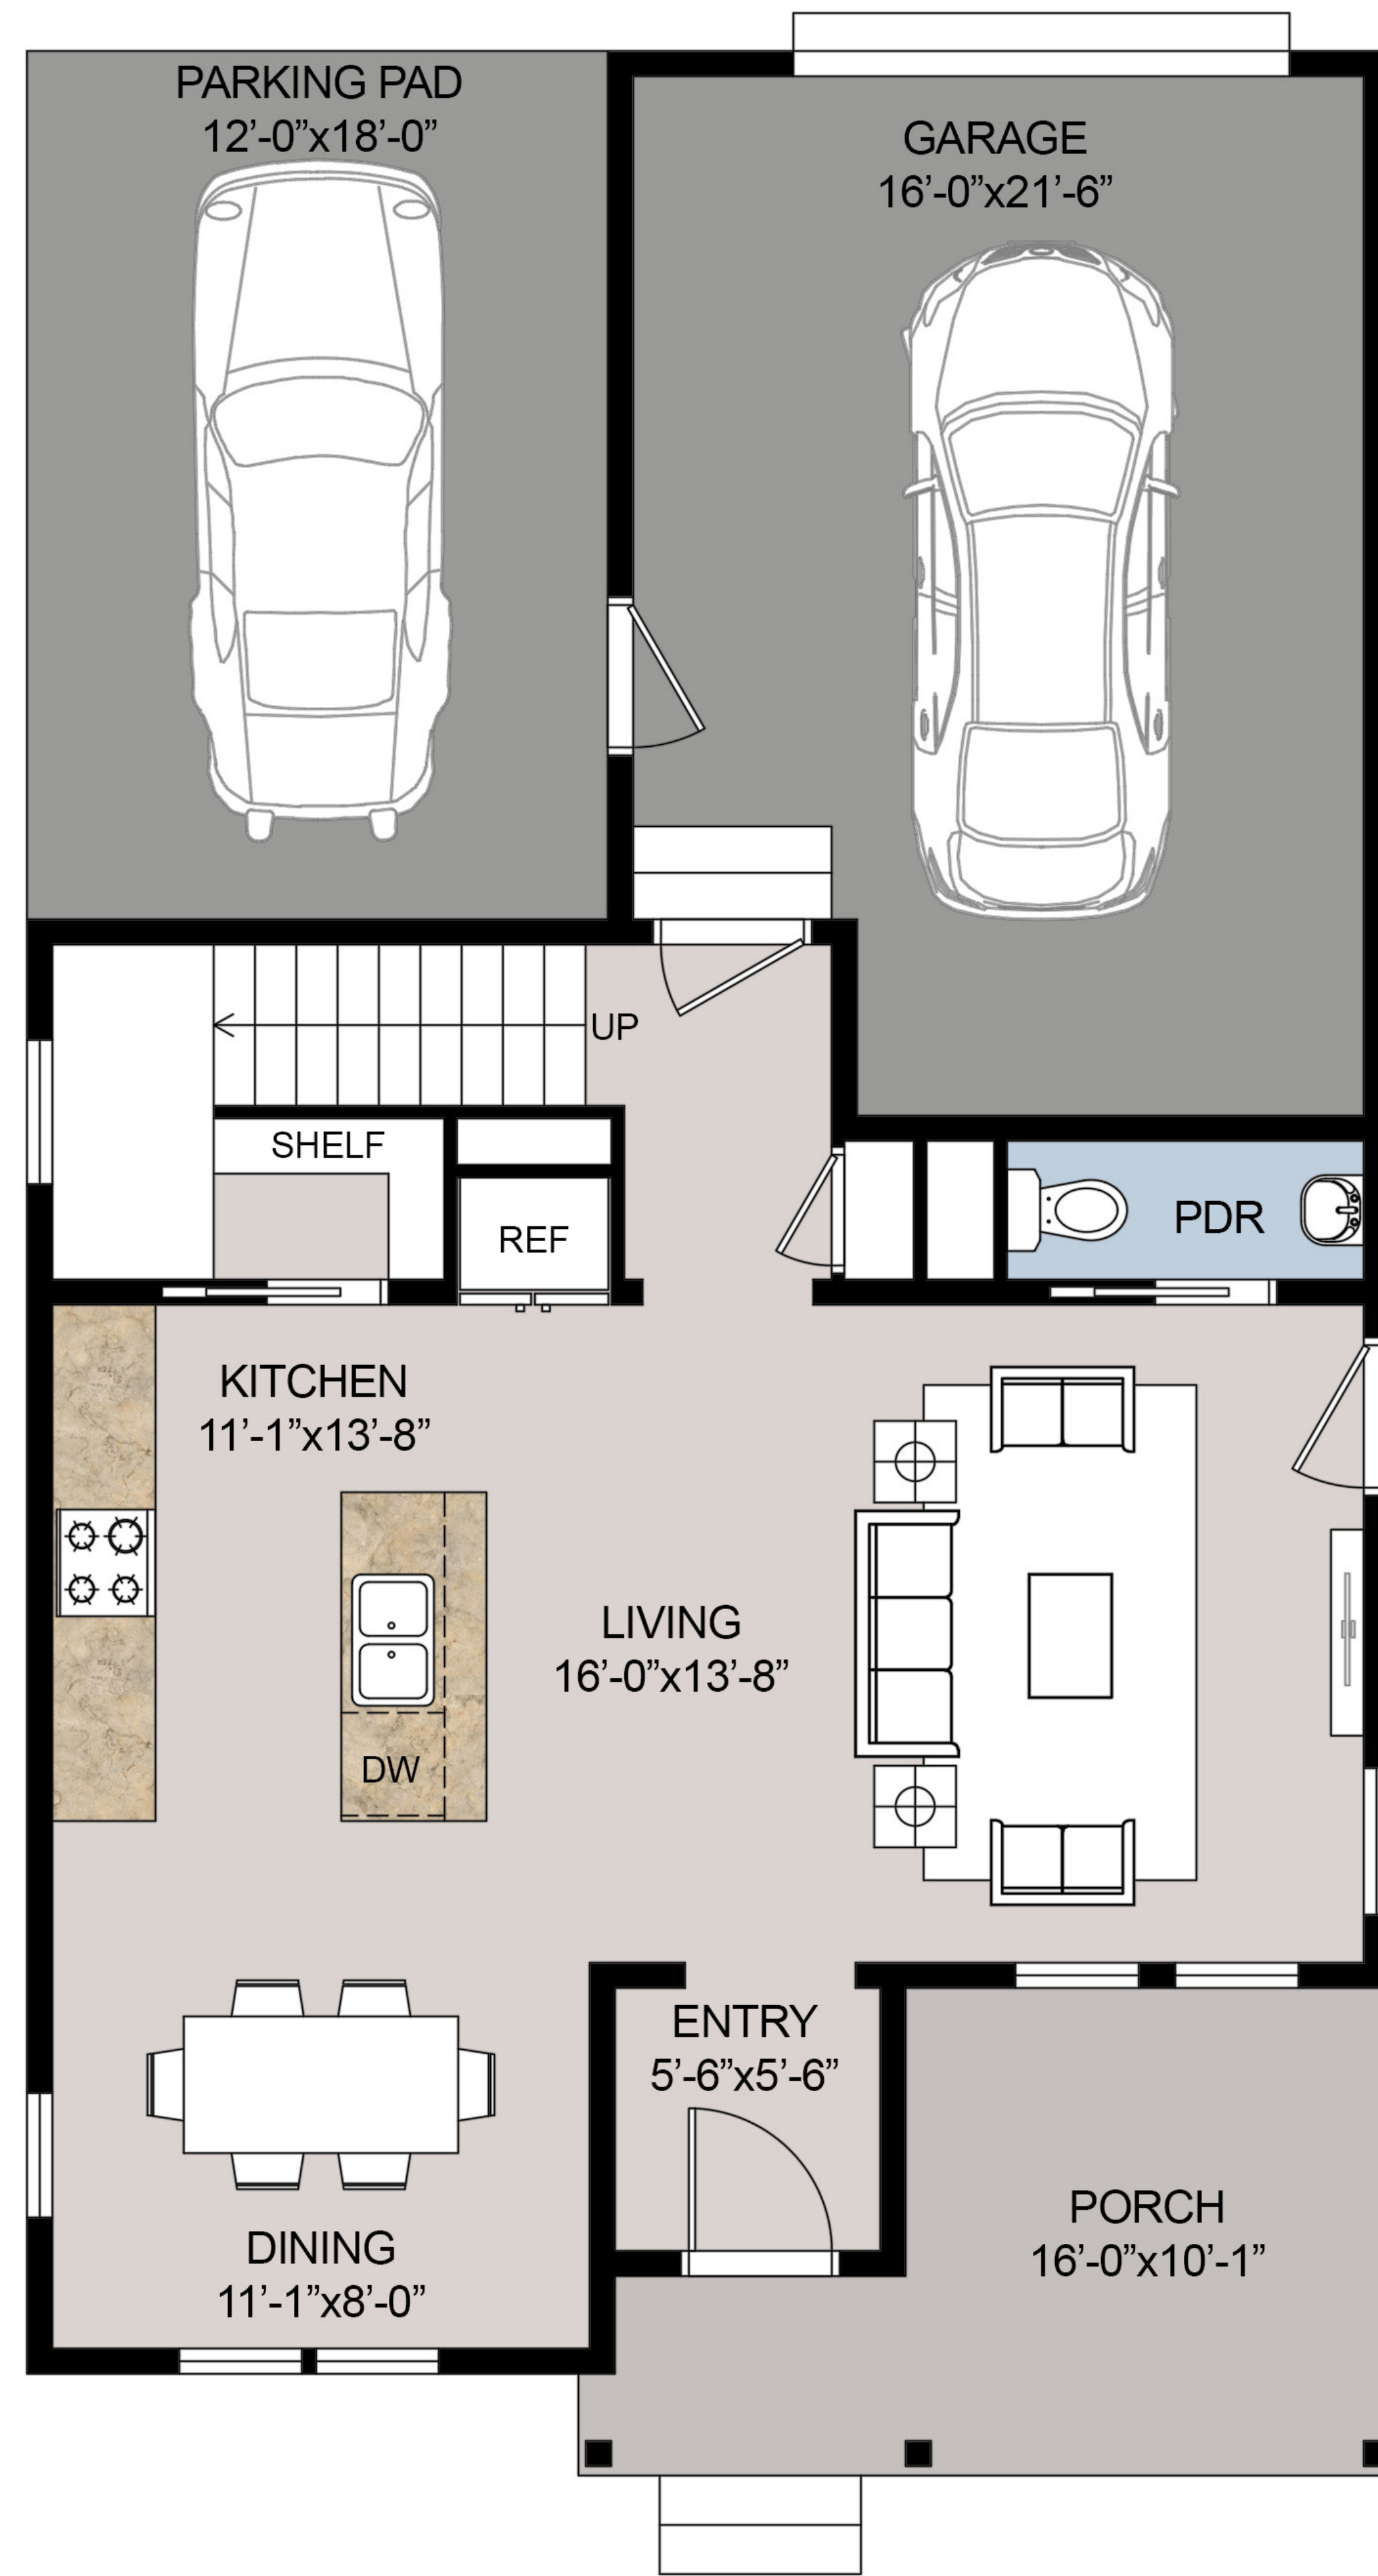 PARKING PAD
12’-0”x18’-0”
GARAGE
16’-0”x21’-6”
UP
SHELF
REF
PDR
KITCHEN
11’-1”x13’-8”
LIVING
16’-0”x13’-8”
DW
ENTRY
5’-6”x5’-6”
PORCH
16’-0”x10’-1”
DINING
11’-1”x8’-0”